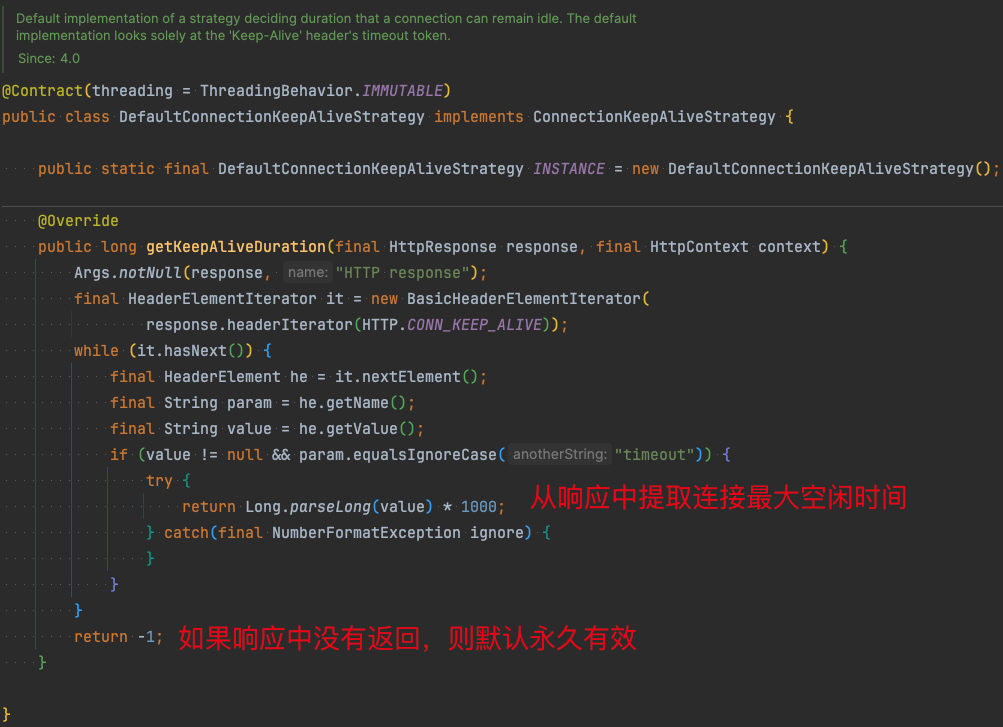 Default implementation of a strategy deciding duration that a connection can remain idle. The default
implementation looks solely at the 'Keep-Alive' header's timeout token.
Since: 4.0
@Contract(threading = ThreadingBehavior.IMMUTABLE)
public class DefaultConnectionKeepAliveStrategy implements ConnectionKeepAliveStrategy {
public static final DefaultConnectionKeepAliveStrategy INSTANCE = new DefaultConnectionKeepAliveStrategy();
@Override
public long getKeepAliveDuration(final HttpResponse response, final HttpContext context) {
Args.notNull(response, name: "HTTP response");
final HeaderElementIterator it = new BasicHeaderElementIterator(
response.headerIterator(HTTP.CONN_KEEP_ALIVE));
while (it.hasNext()) {
final HeaderElement he = it.nextElement();
final String param = he.getName();
final String value = he.getValue();
if (value != null && param.equalsIgnoreCase( anotherString: "timeout")) {
try {
return Long.parseLong(value) * 1000; 从响应中提取连接最大空闲时间
} catch(final NumberFormatException ignore) {
}
}
}
return -1; 如果响应中没有返回，则默认永久有效
}
}